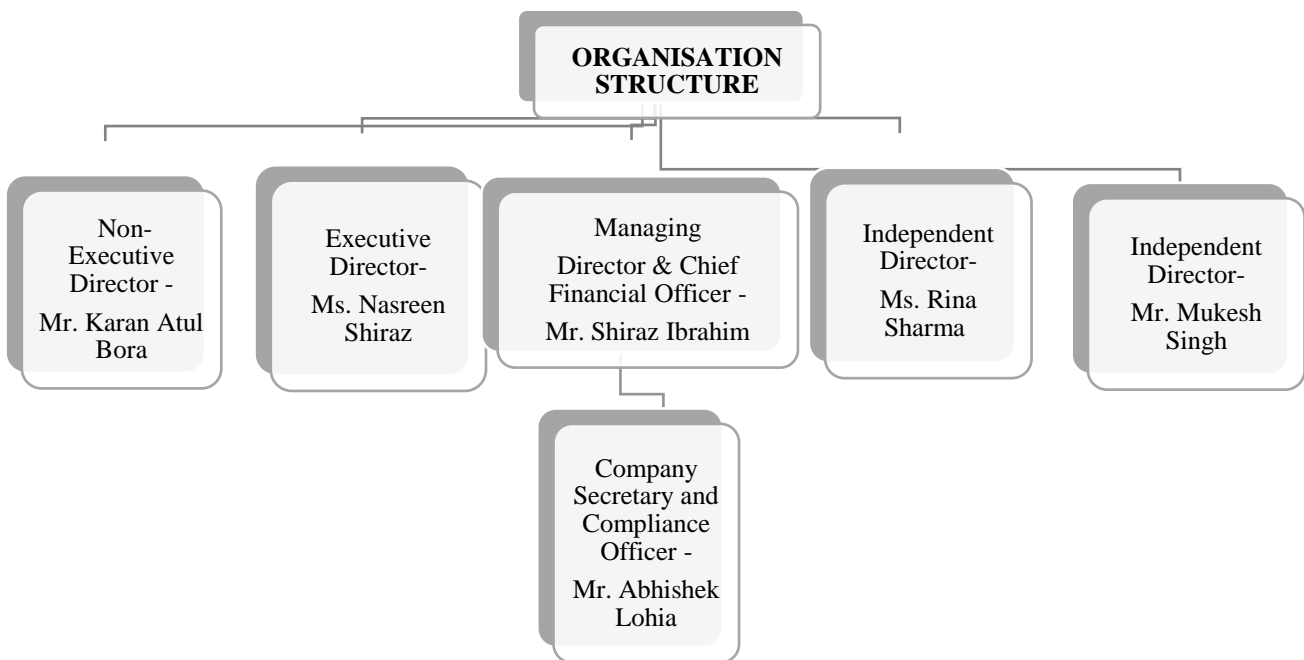 ORGANISATION
STRUCTURE
Non-
Executive
Director -
Mr. Karan Atul
Bora
Executive
Director-
Ms. Nasreen
Shiraz
Managing
Director & Chief
Financial Officer -
Mr. Shiraz Ibrahim
Independent
Director-
Ms. Rina
Sharma
Independent
Director-
Mr. Mukesh
Singh
Company
Secretary and
Compliance
Officer -
Mr. Abhishek
Lohia